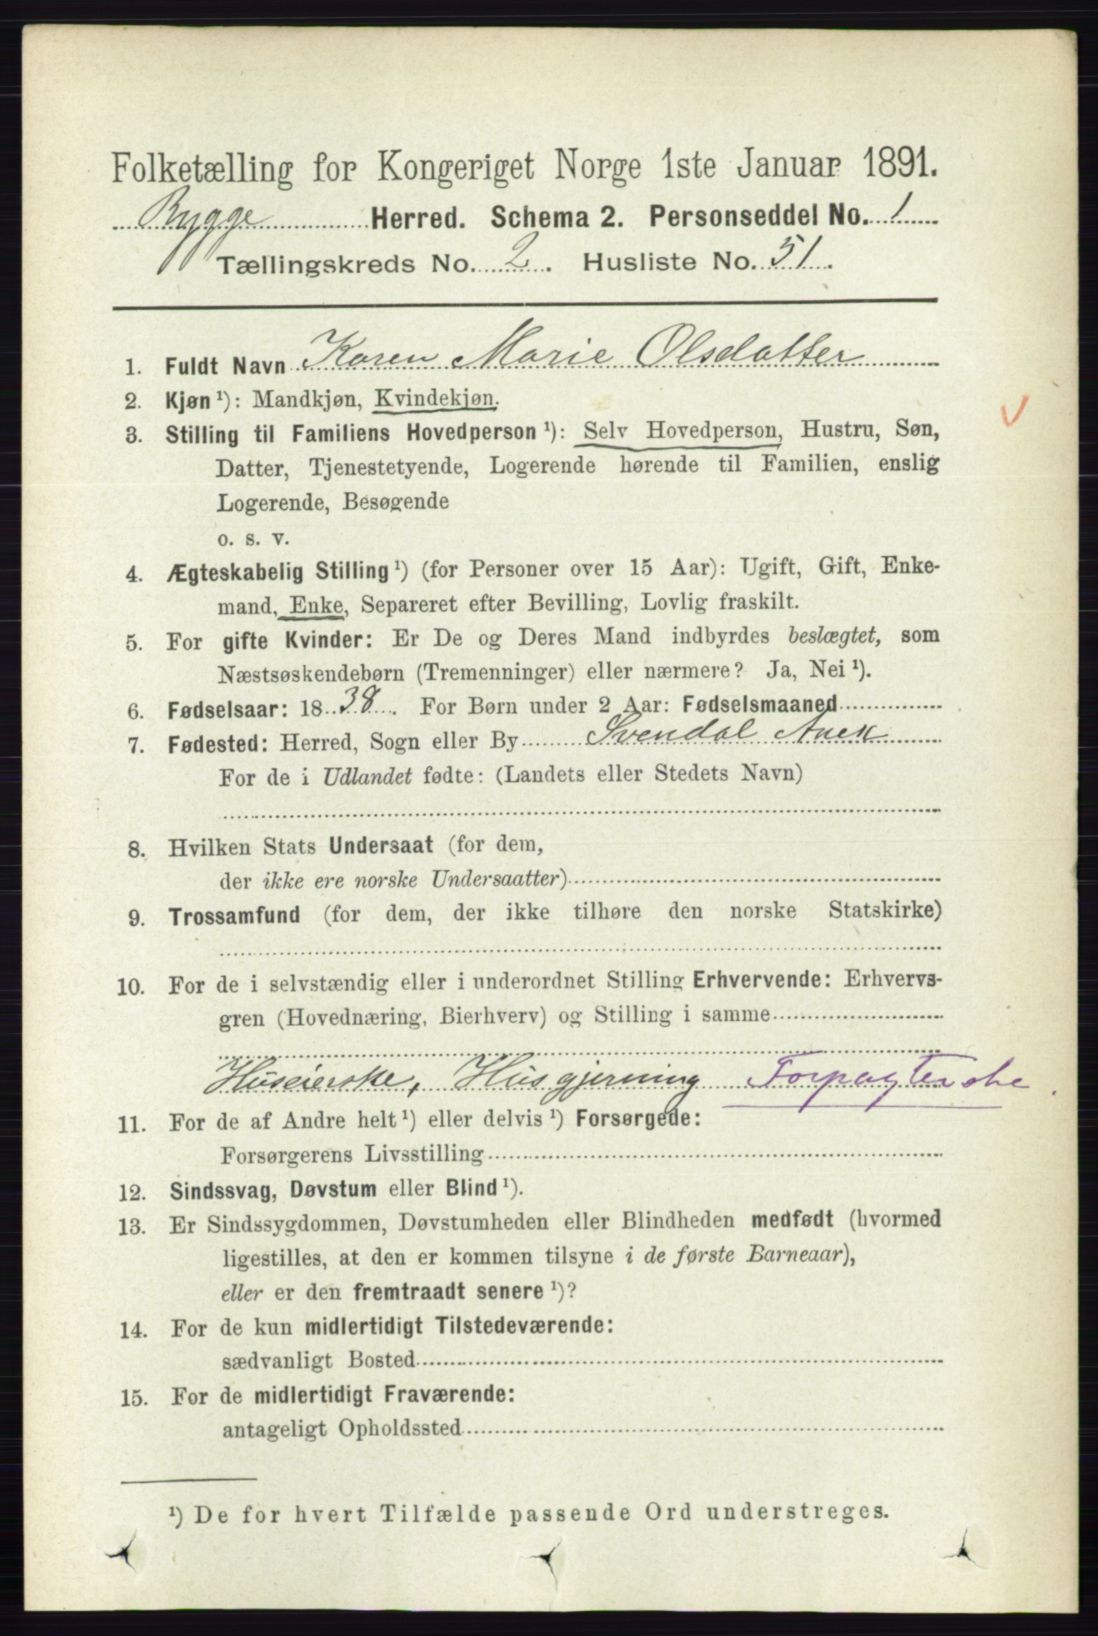 Folketælling for Kongeriget Norge 1ste Januar 1891.
Rygge Herred. Schema 2. Personseddel No. 1
Tællingskreds No. 2. Husliste No. 51.
1. Fuldt Navn Karen Marie Olsdatter
2. Kjøn ¹): Mandkjøn, Kvindekjøn.
3. Stilling til Familiens Hovedperson ¹): Selv Hovedperson, Hustru, Søn,
Datter, Tjenestetyende, Logerende hørende til Familien, enslig
Logerende, Besøgende
o. s. v.
4. Ægteskabelig Stilling ¹) (for Personer over 15 Aar): Ugift, Gift, Enke-
mand, Enke, Separeret efter Bevilling, Lovlig fraskilt.
5. For gifte Kvinder: Er De og Deres Mand indbyrdes beslægtet, som
Næstsøskendebørn (Tremenninger) eller nærmere? Ja, Nei ¹).
6. Fødselsaar: 1838. For Børn under 2 Aar: Fødselsmaaned
7. Fødested: Herred, Sogn eller By Svendal
For de i Udlandet fødte: (Landets eller Stedets Navn)
8. Hvilken Stats Undersaat (for dem,
der ikke ere norske Undersaatter)
9. Trossamfund (for dem, der ikke tilhøre den norske Statskirke)
10. For de i selvstændig eller i underordnet Stilling Erhvervende: Erhvervs-
gren (Hovednæring, Bierhverv) og Stilling i samme
Huseierske, Husgjerning Forpagterske
11. For de af Andre helt ¹) eller delvis ¹) Forsørgede:
Forsørgerens Livsstilling
12. Sindssvag, Døvstum eller Blind ¹).
13. Er Sindssygdommen, Døvstumheden eller Blindheden medfødt (hvormed
ligestilles, at den er kommen tilsyne i de første Barneaar),
eller er den fremtraadt senere ¹)?
14. For de kun midlertidigt Tilstedeværende:
sædvanligt Bosted
15. For de midlertidigt Fraværende:
antageligt Opholdssted
¹) De for hvert Tilfælde passende Ord understreges.